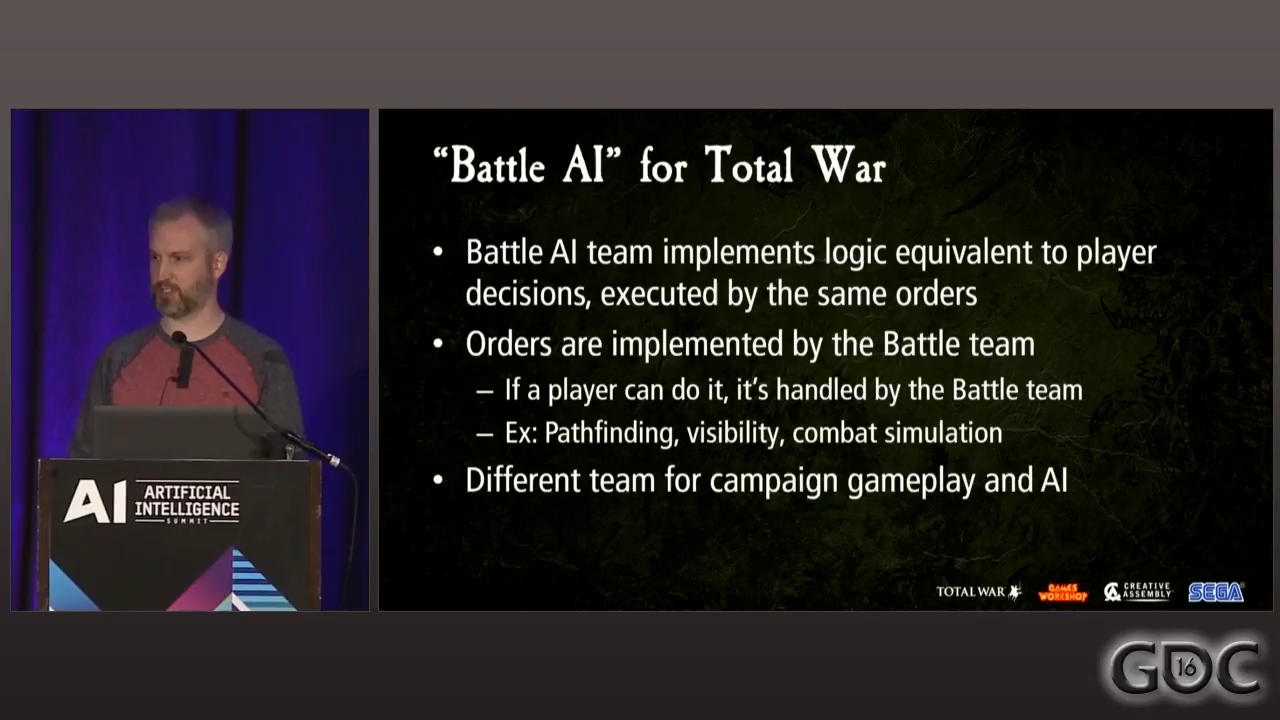 “Battle AI” for Total War
• Battle AI team implements logic equivalent to player
decisions, executed by the same orders
• Orders are implemented by the Battle team
– If a player can do it, it’s handled by the Battle team
– Ex: Pathfinding, visibility, combat simulation
• Different team for campaign gameplay and AI
AI ARTIFICIAL
INTELLIGENCE
SUMMIT
TOTAL WAR
GAMES
WORKSHOP
CREATIVE
ASSEMBLY
SEGA
GDC
16